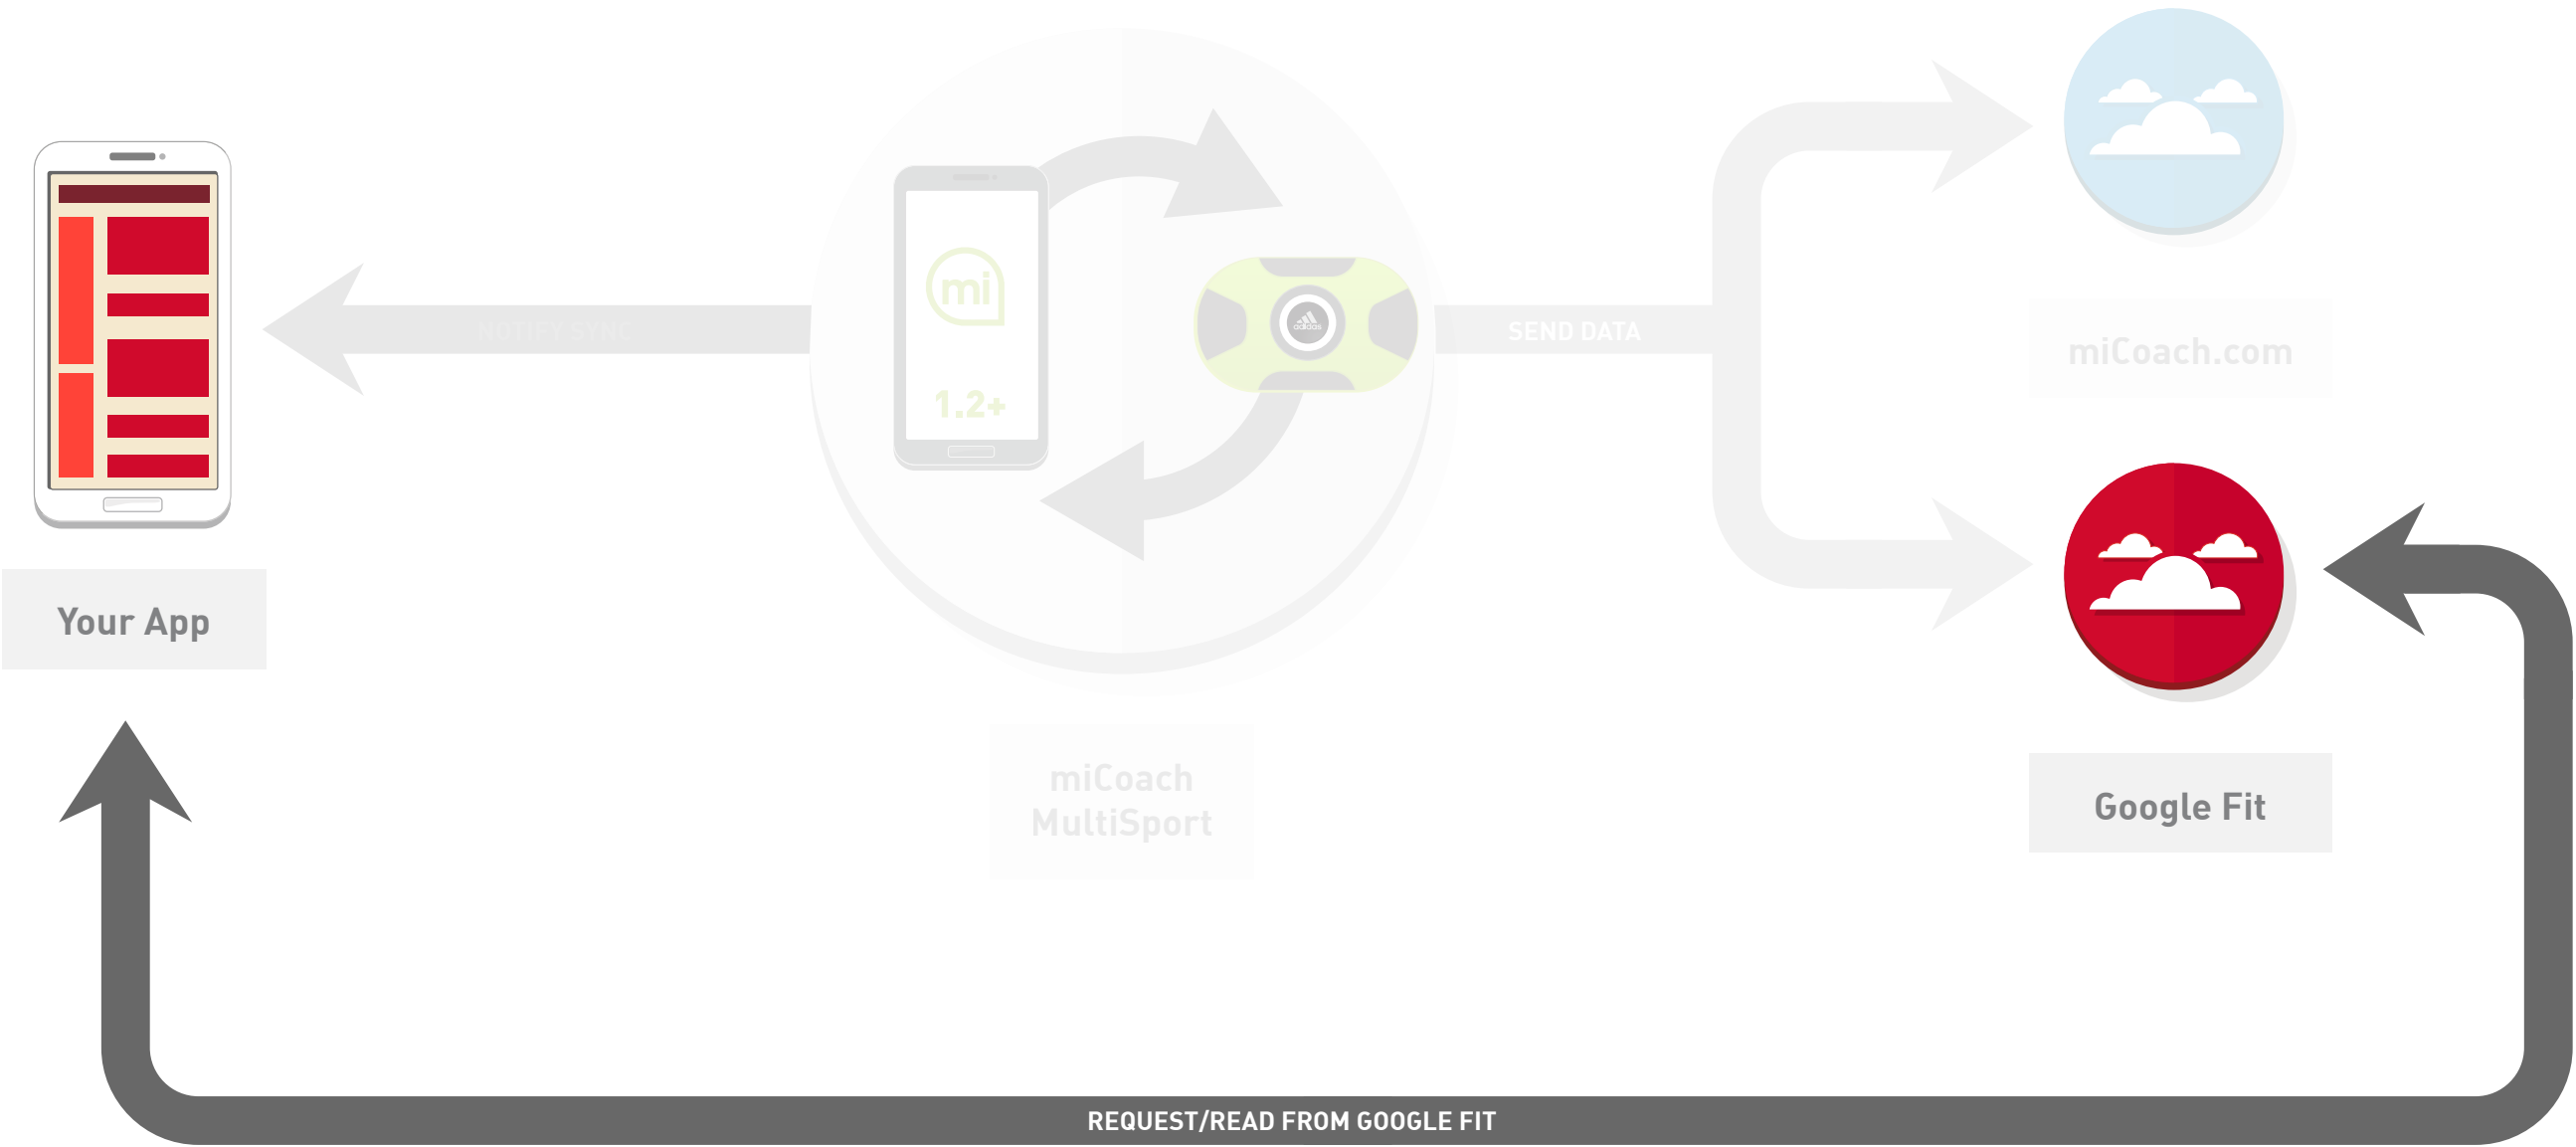 mi
1.2+
adidas
NOTIFY SYNC
SEND DATA
miCoach.com
Your App
miCoach
MultiSport
Google Fit
REQUEST/READ FROM GOOGLE FIT